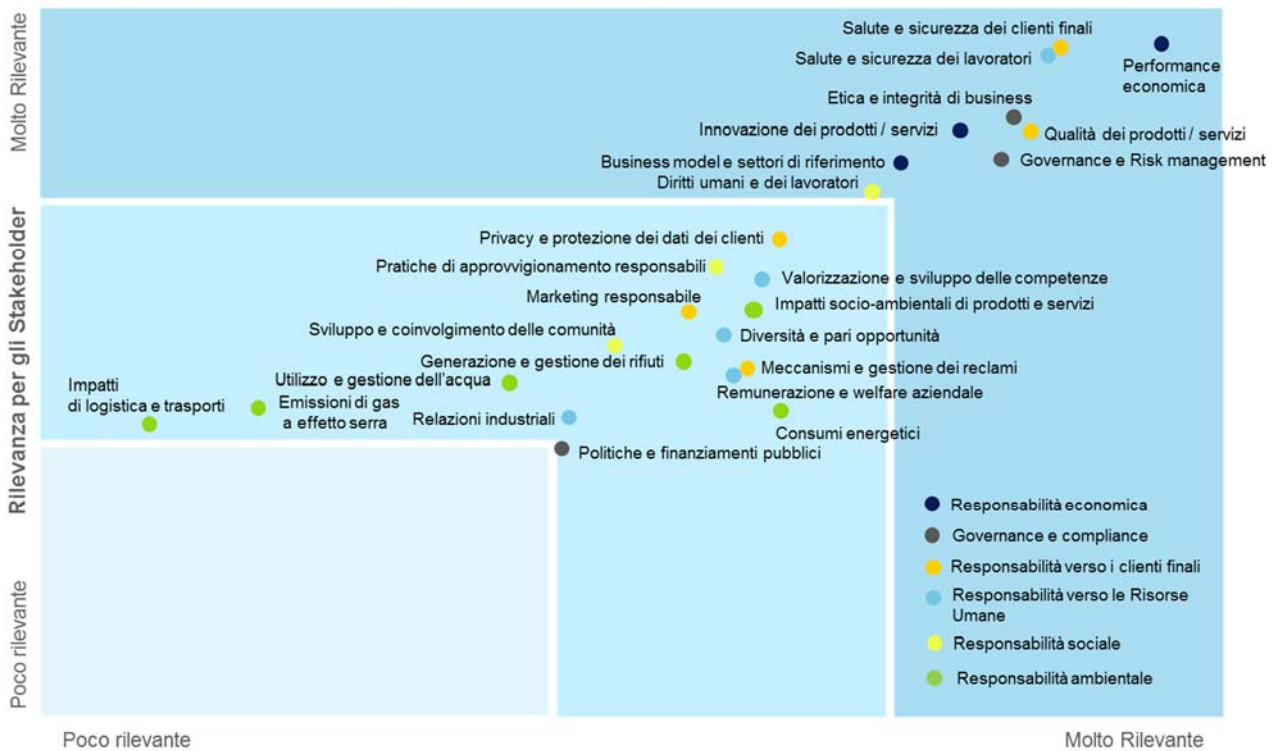 Molto Rilevante
Rilevanza per gli Stakeholder
Poco rilevante
Salute e sicurezza dei clienti finali
Salute e sicurezza dei lavoratori
Performance
economica
Etica e integrità di business
Innovazione dei prodotti / servizi
Qualità dei prodotti / servizi
Business model e settori di riferimento
Governance e Risk management
Diritti umani e dei lavoratori
Privacy e protezione dei dati dei clienti
Pratiche di approvvigionamento responsabili
Valorizzazione e sviluppo delle competenze
Marketing responsabile
Impatti socio-ambientali di prodotti e servizi
Sviluppo e coinvolgimento delle comunità
Diversità e pari opportunità
Generazione e gestione dei rifiuti
Meccanismi e gestione dei reclami
Impatti
di logistica e trasporti
Utilizzo e gestione dell'acqua
Remunerazione e welfare aziendale
Emissioni di gas
a effetto serra
Relazioni industriali
Consumi energetici
Politiche e finanziamenti pubblici
Responsabilità economica
Governance e compliance
Responsabilità verso i clienti finali
Responsabilità verso le Risorse
Umane
Responsabilità sociale
Responsabilità ambientale
Poco rilevante
Molto Rilevante